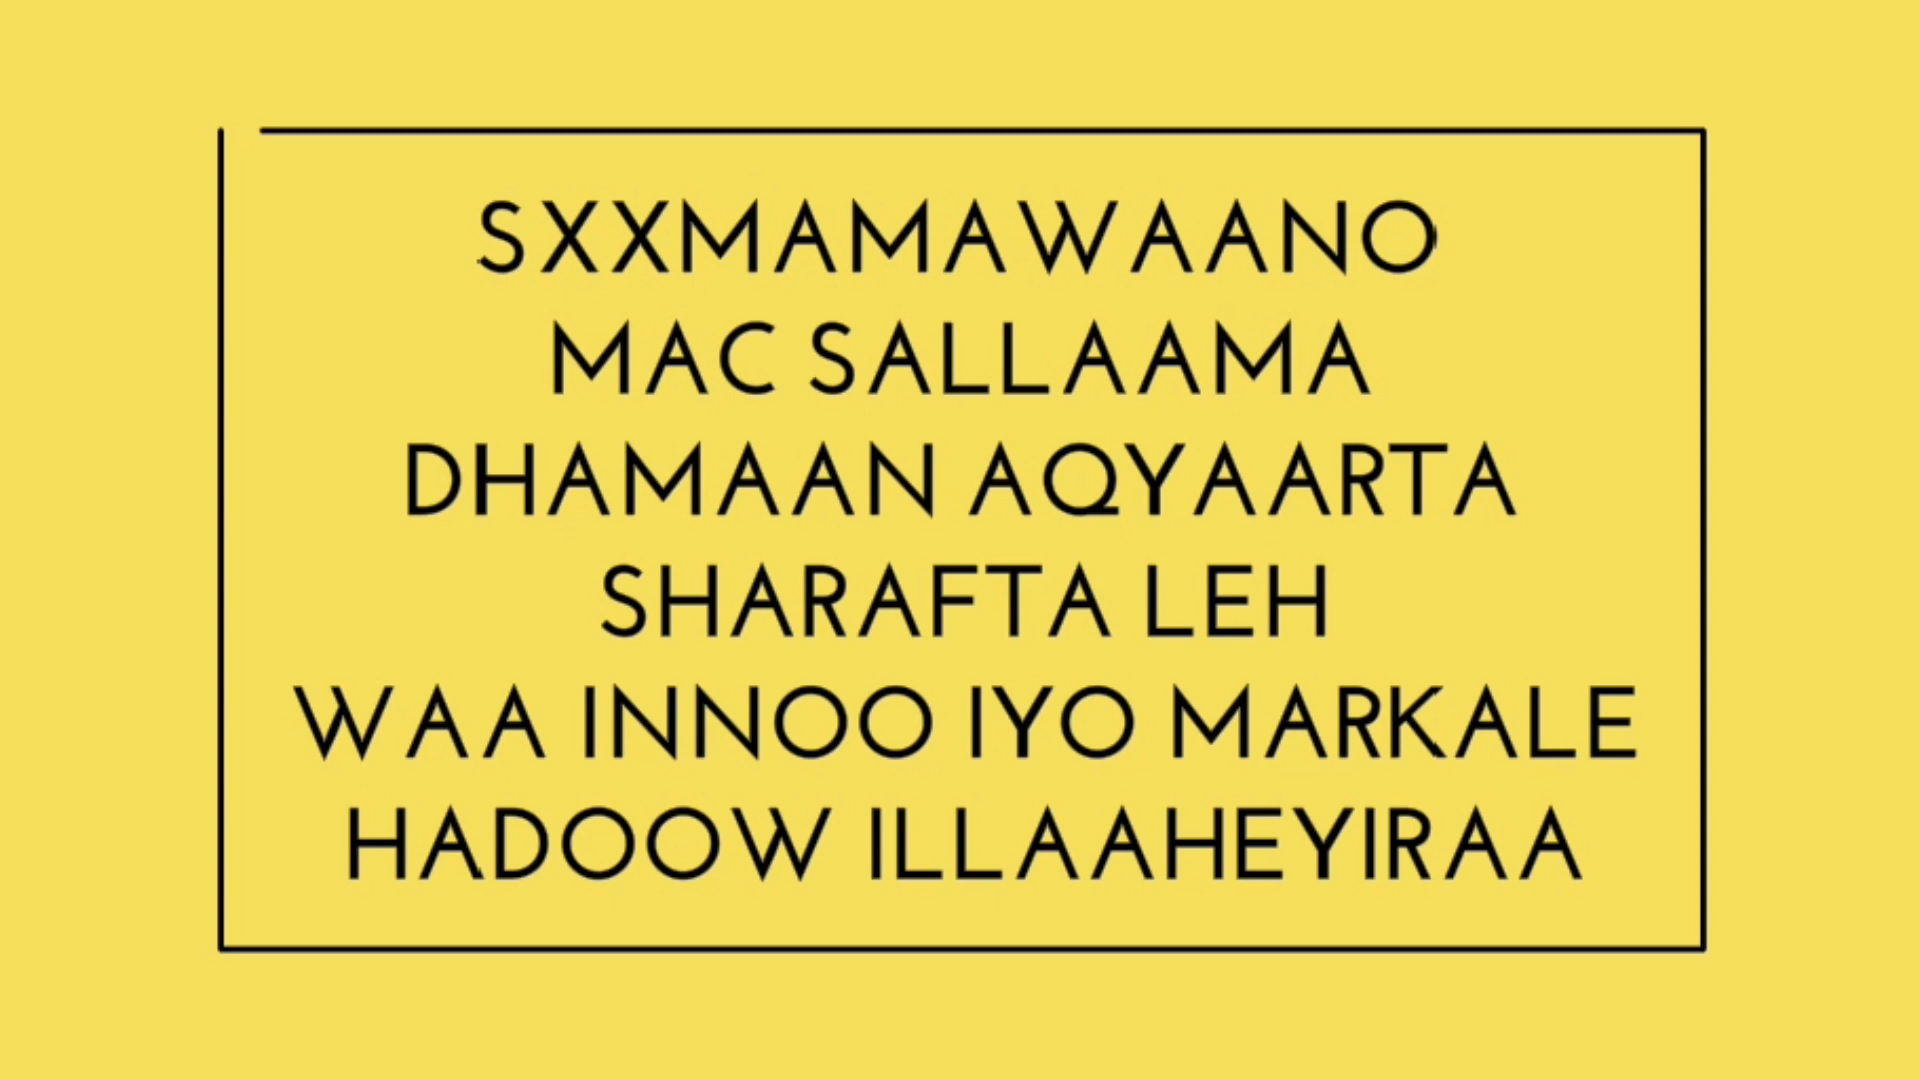 SXXMAMAWAANO
MAC SALLAAMA
DHAMAAN AQYAARTA
SHARAFTA LEH
WAA INNOO IYO MARKALE
HADOOW ILLAAHEYIRAA